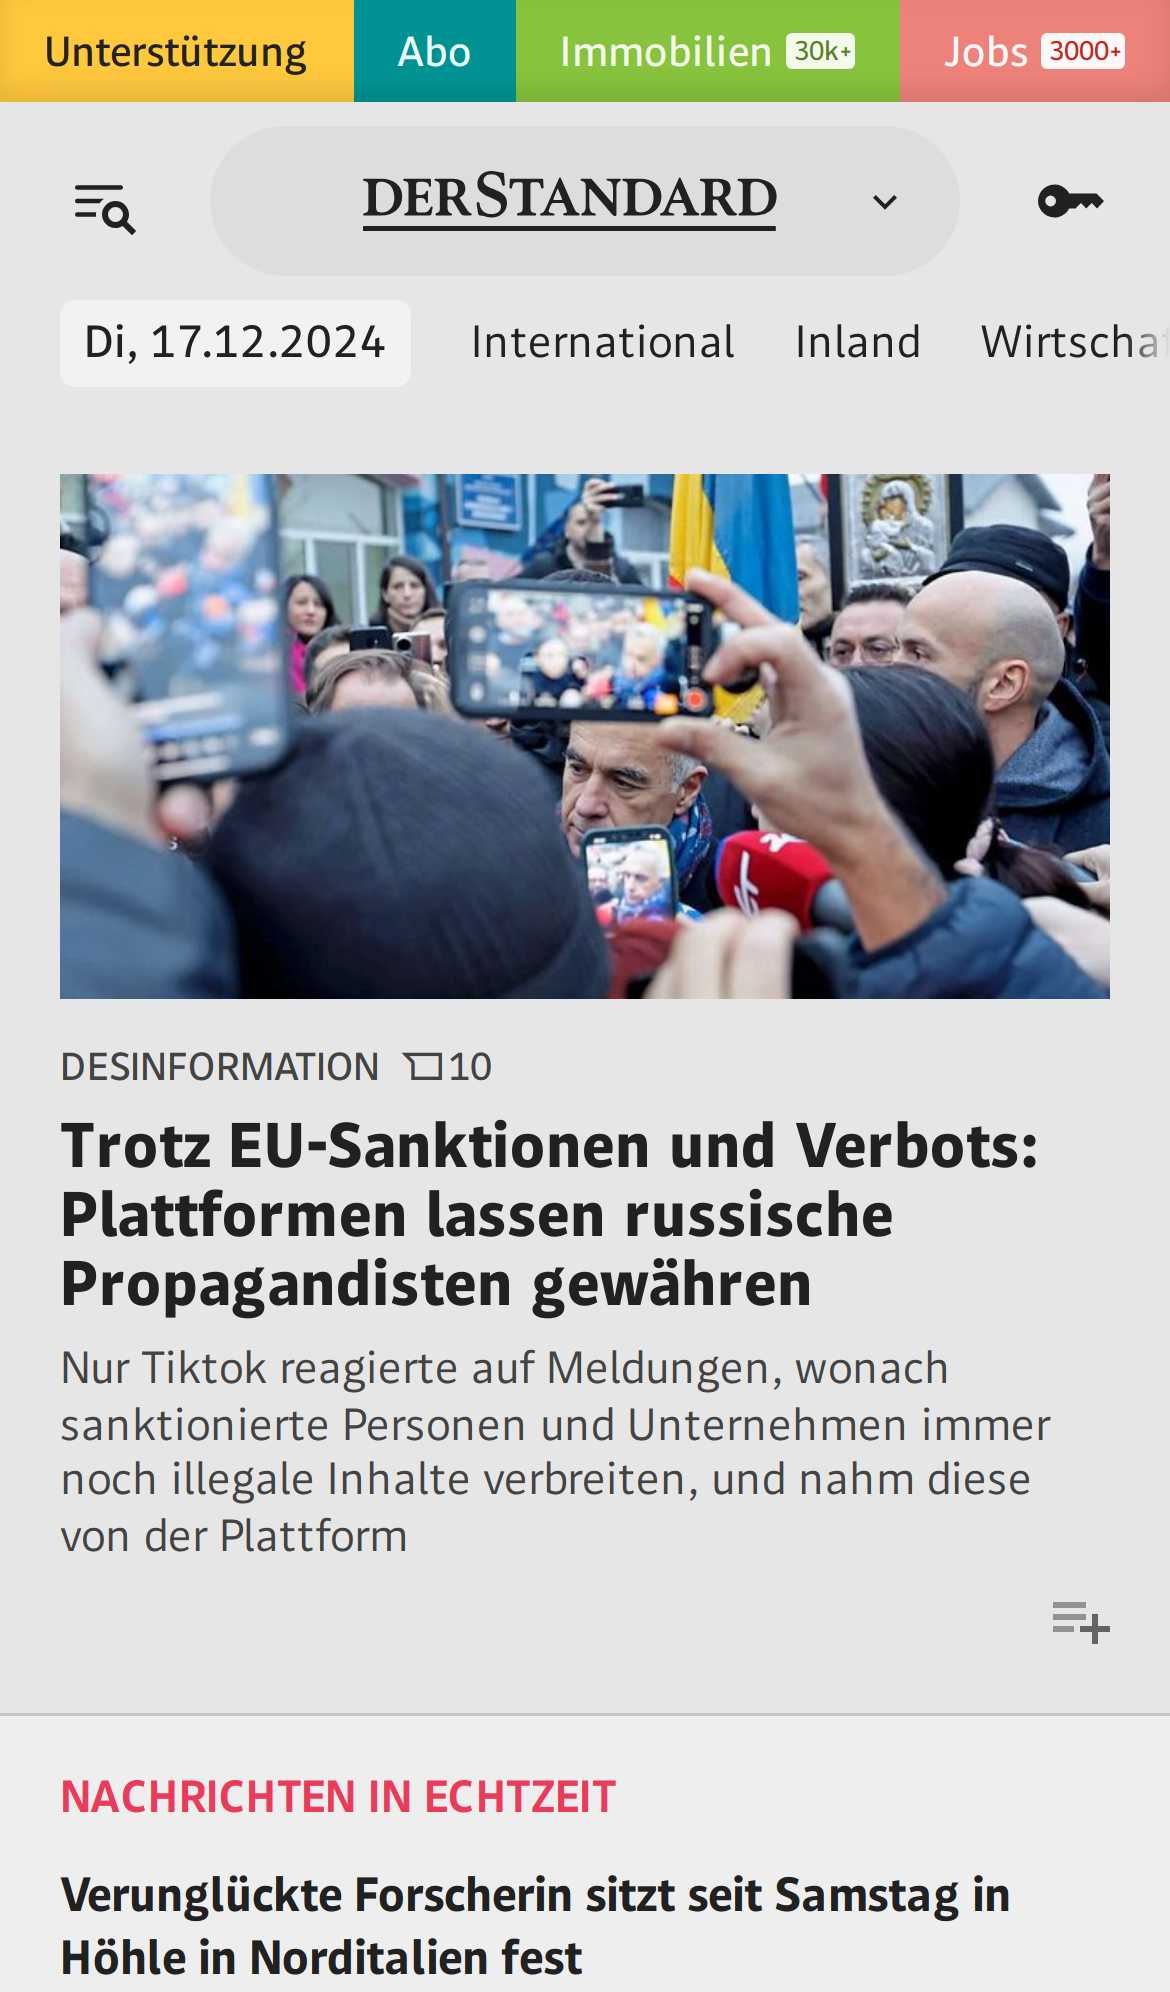 Unterstützung
Abo
Immobilien 30k+
Jobs 3000+
DERSTANDARD
Di, 17.12.2024
International
Inland
Wirtscha
DESINFORMATION 10
Trotz EU-Sanktionen und Verbots:
Plattformen lassen russische
Propagandisten gewähren
Nur Tiktok reagierte auf Meldungen, wonach
sanktionierte Personen und Unternehmen immer
noch illegale Inhalte verbreiten, und nahm diese
von der Plattform
NACHRICHTEN IN ECHTZEIT
Verunglückte Forscherin sitzt seit Samstag in
Höhle in Norditalien fest